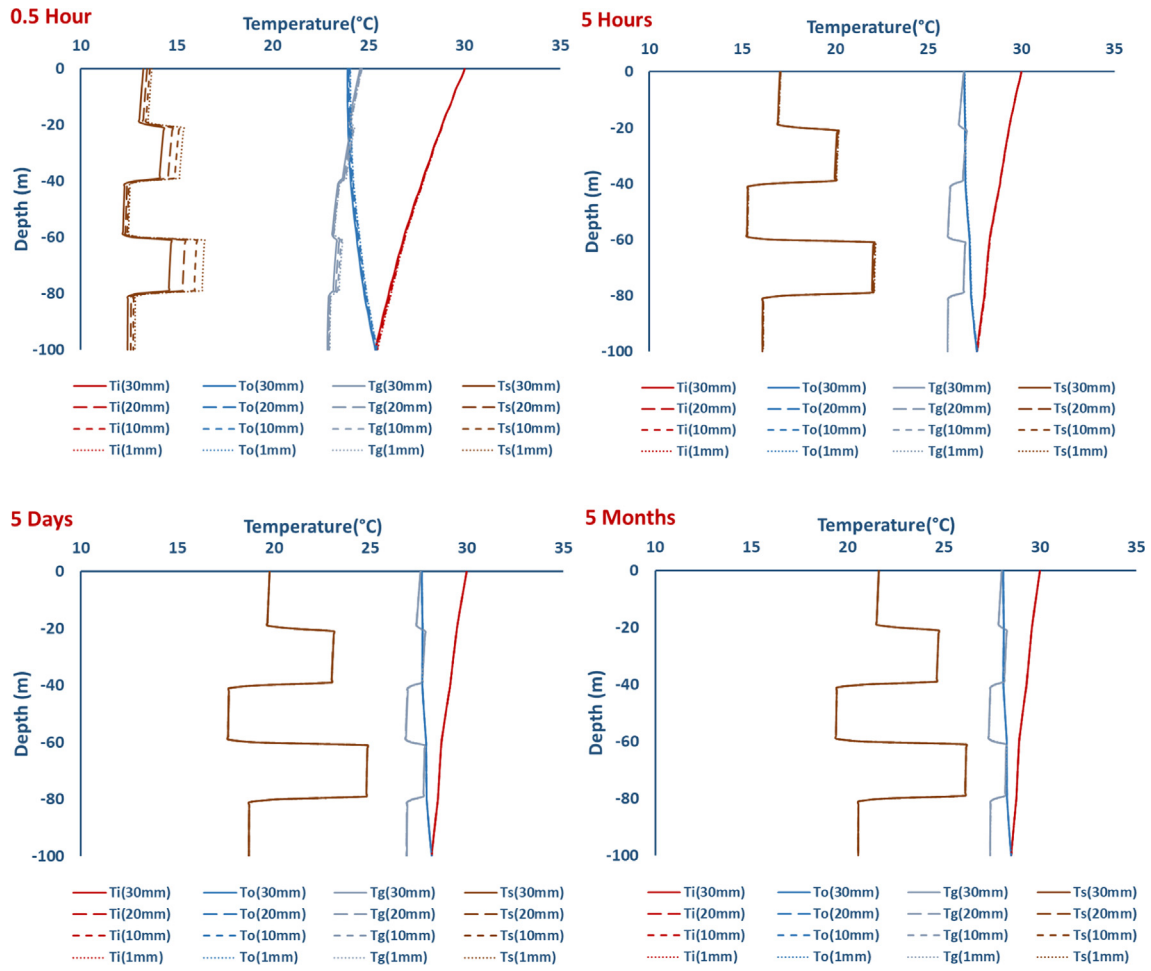 0.5 Hour
Temperature(°C)
10 15 20 25 30 35
0
-20
-40
-60
-80
-100
Depth (m)
Ti(30mm) To(30mm) Tg(30mm) Ts(30mm)
Ti(20mm) To(20mm) Tg(20mm) Ts(20mm)
Ti(10mm) To(10mm) Tg(10mm) Ts(10mm)
Ti(1mm) To(1mm) Tg(1mm) Ts(1mm)
5 Hours
Temperature(°C)
10 15 20 25 30 35
0
-20
-40
-60
-80
-100
Depth (m)
Ti(30mm) To(30mm) Tg(30mm) Ts(30mm)
Ti(20mm) To(20mm) Tg(20mm) Ts(20mm)
Ti(10mm) To(10mm) Tg(10mm) Ts(10mm)
Ti(1mm) To(1mm) Tg(1mm) Ts(1mm)
5 Days
Temperature(°C)
10 15 20 25 30 35
0
-20
-40
-60
-80
-100
Depth (m)
Ti(30mm) To(30mm) Tg(30mm) Ts(30mm)
Ti(20mm) To(20mm) Tg(20mm) Ts(20mm)
Ti(10mm) To(10mm) Tg(10mm) Ts(10mm)
Ti(1mm) To(1mm) Tg(1mm) Ts(1mm)
5 Months
Temperature(°C)
10 15 20 25 30 35
0
-20
-40
-60
-80
-100
Depth (m)
Ti(30mm) To(30mm) Tg(30mm) Ts(30mm)
Ti(20mm) To(20mm) Tg(20mm) Ts(20mm)
Ti(10mm) To(10mm) Tg(10mm) Ts(10mm)
Ti(1mm) To(1mm) Tg(1mm) Ts(1mm)